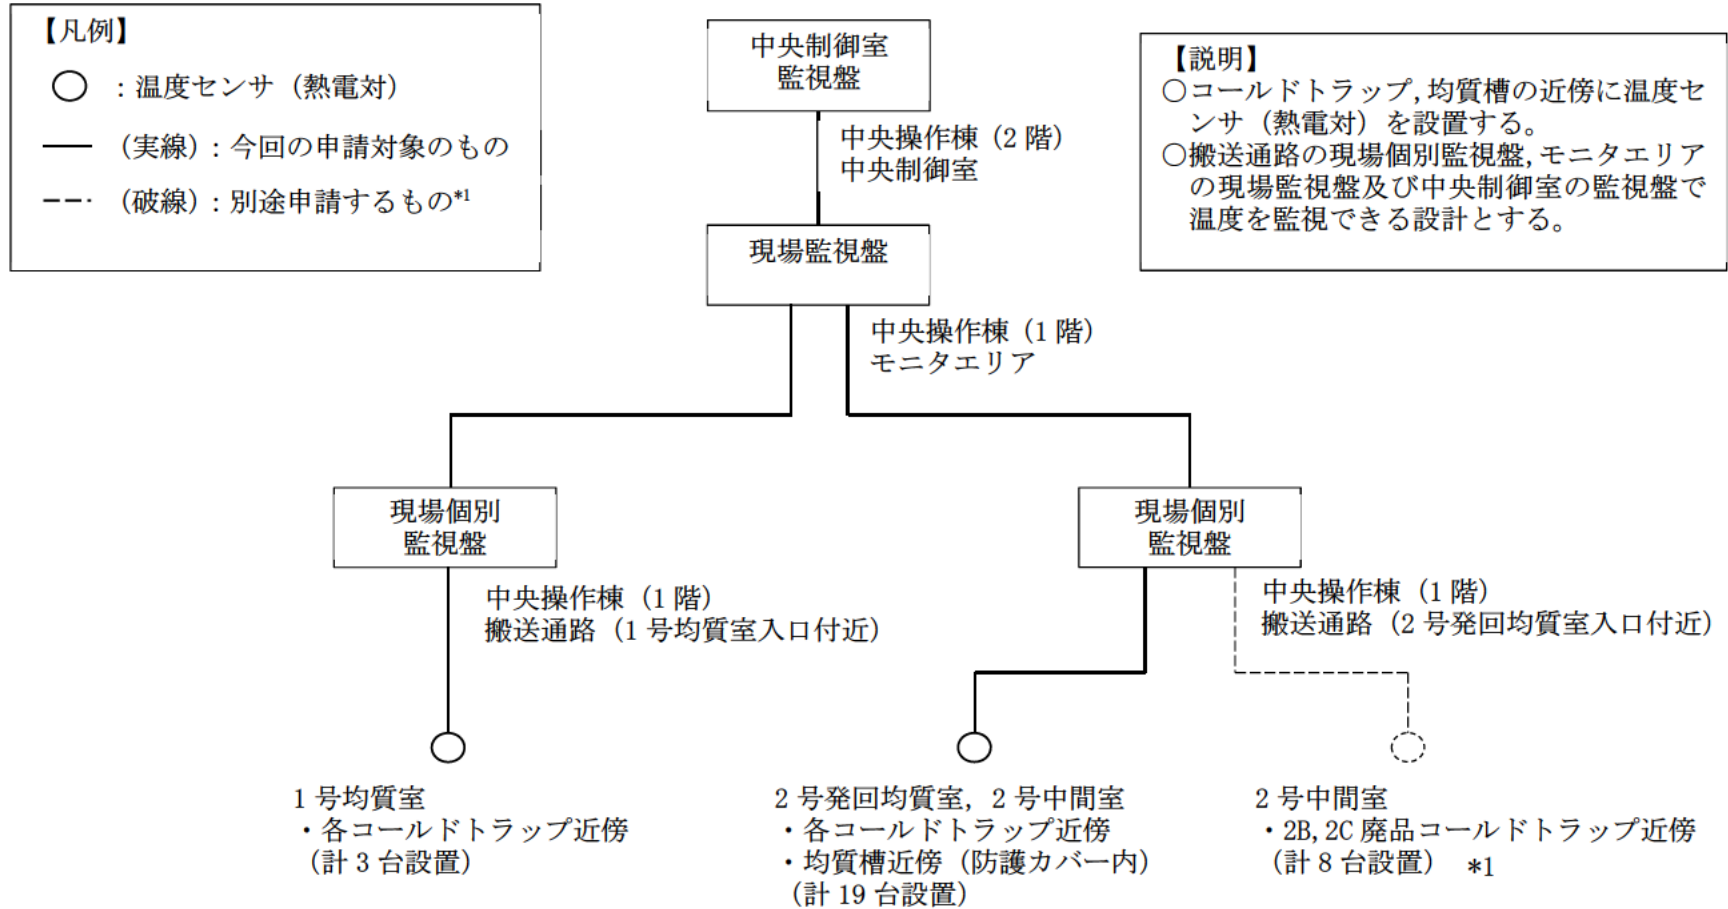 【凡例】
○ : 温度センサ (熱電対)
(実線) : 今回の申請対象のもの
(破線) : 別途申請するもの*1
中央制御室
監視盤
中央操作棟 (2 階)
中央制御室
【説明】
○コールドトラップ, 均質槽の近傍に温度セ
ンサ (熱電対) を設置する。
○搬送通路の現場個別監視盤, モニタエリア
の現場監視盤及び中央制御室の監視盤で
温度を監視できる設計とする。
現場監視盤
中央操作棟 (1 階)
モニタエリア
現場個別
監視盤
中央操作棟 (1 階)
搬送通路 (1 号均質室入口付近)
現場個別
監視盤
中央操作棟 (1 階)
搬送通路 (2 号発回均質室入口付近)
1 号均質室
・各コールドトラップ近傍
(計 3 台設置)
2 号発回均質室, 2 号中間室
・各コールドトラップ近傍
・均質槽近傍 (防護カバー内)
(計 19 台設置)
2 号中間室
・2B, 2C 廃品コールドトラップ近傍
(計 8 台設置) *1